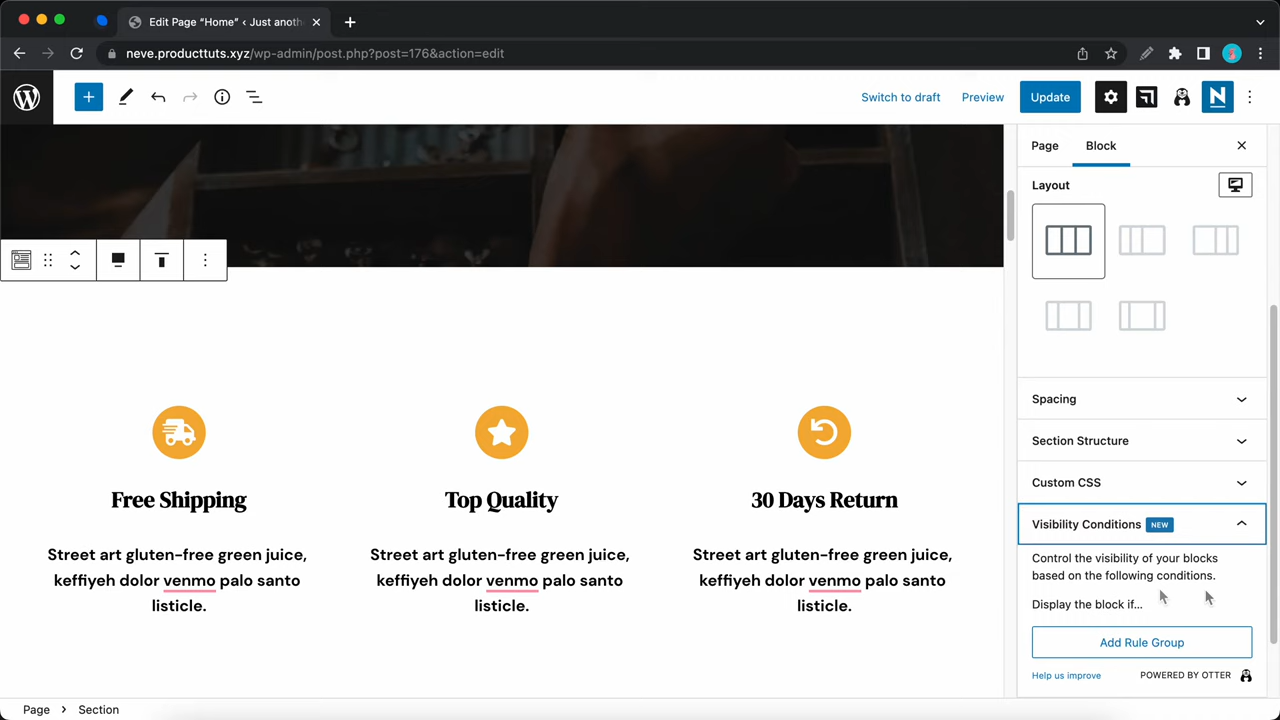 Edit Page “Home” ‹ Just anoth
neve.producttuts.xyz/wp-admin/post.php?post=176&action=edit
Switch to draft
Preview
Update
Page
Block
Layout
Free Shipping
Top Quality
30 Days Return
Street art gluten-free green juice,
keffiyeh dolor venmo palo santo
listicle.
Street art gluten-free green juice,
keffiyeh dolor venmo palo santo
listicle.
Street art gluten-free green juice,
keffiyeh dolor venmo palo santo
listicle.
Spacing
Section Structure
Custom CSS
Visibility Conditions NEW
Control the visibility of your blocks
based on the following conditions.
Display the block if...
Add Rule Group
Help us improve
POWERED BY OTTER
Page > Section